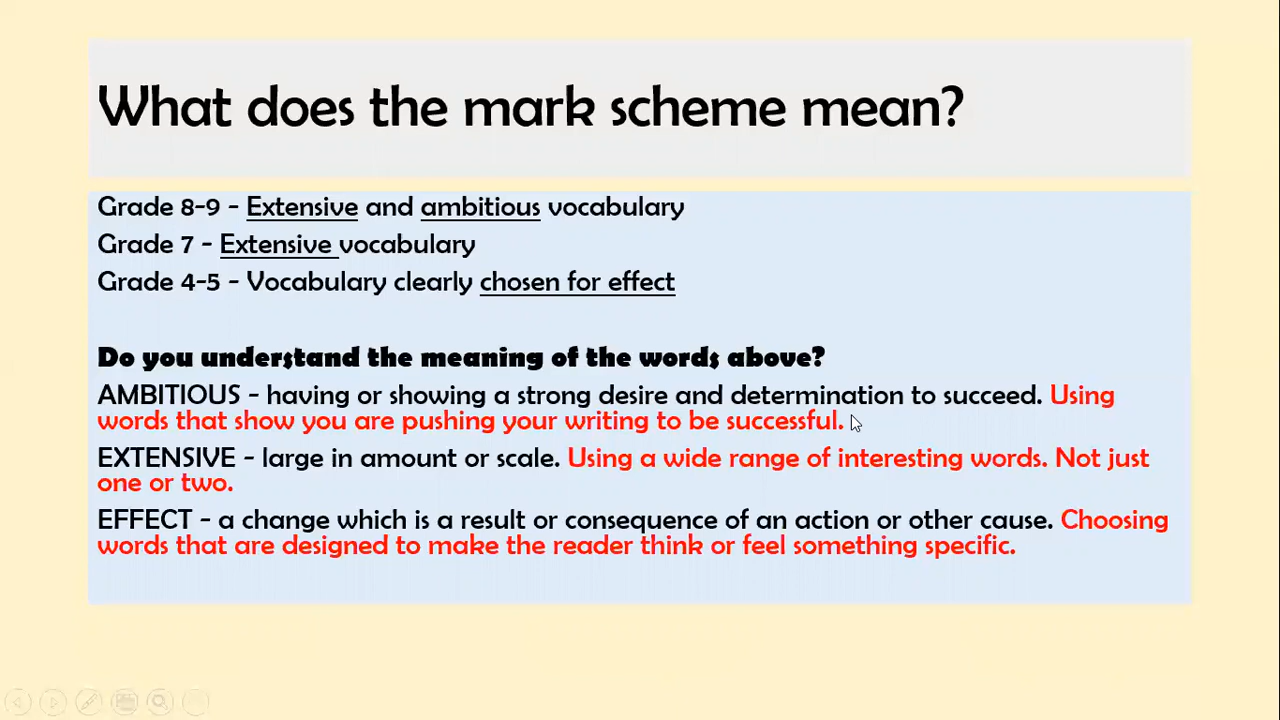 What does the mark scheme mean?
Grade 8-9 - Extensive and ambitious vocabulary
Grade 7 - Extensive vocabulary
Grade 4-5 - Vocabulary clearly chosen for effect
Do you understand the meaning of the words above?
AMBITIOUS - having or showing a strong desire and determination to succeed. Using
words that show you are pushing your writing to be successful.
EXTENSIVE - large in amount or scale. Using a wide range of interesting words. Not just
one or two.
EFFECT - a change which is a result or consequence of an action or other cause. Choosing
words that are designed to make the reader think or feel something specific.